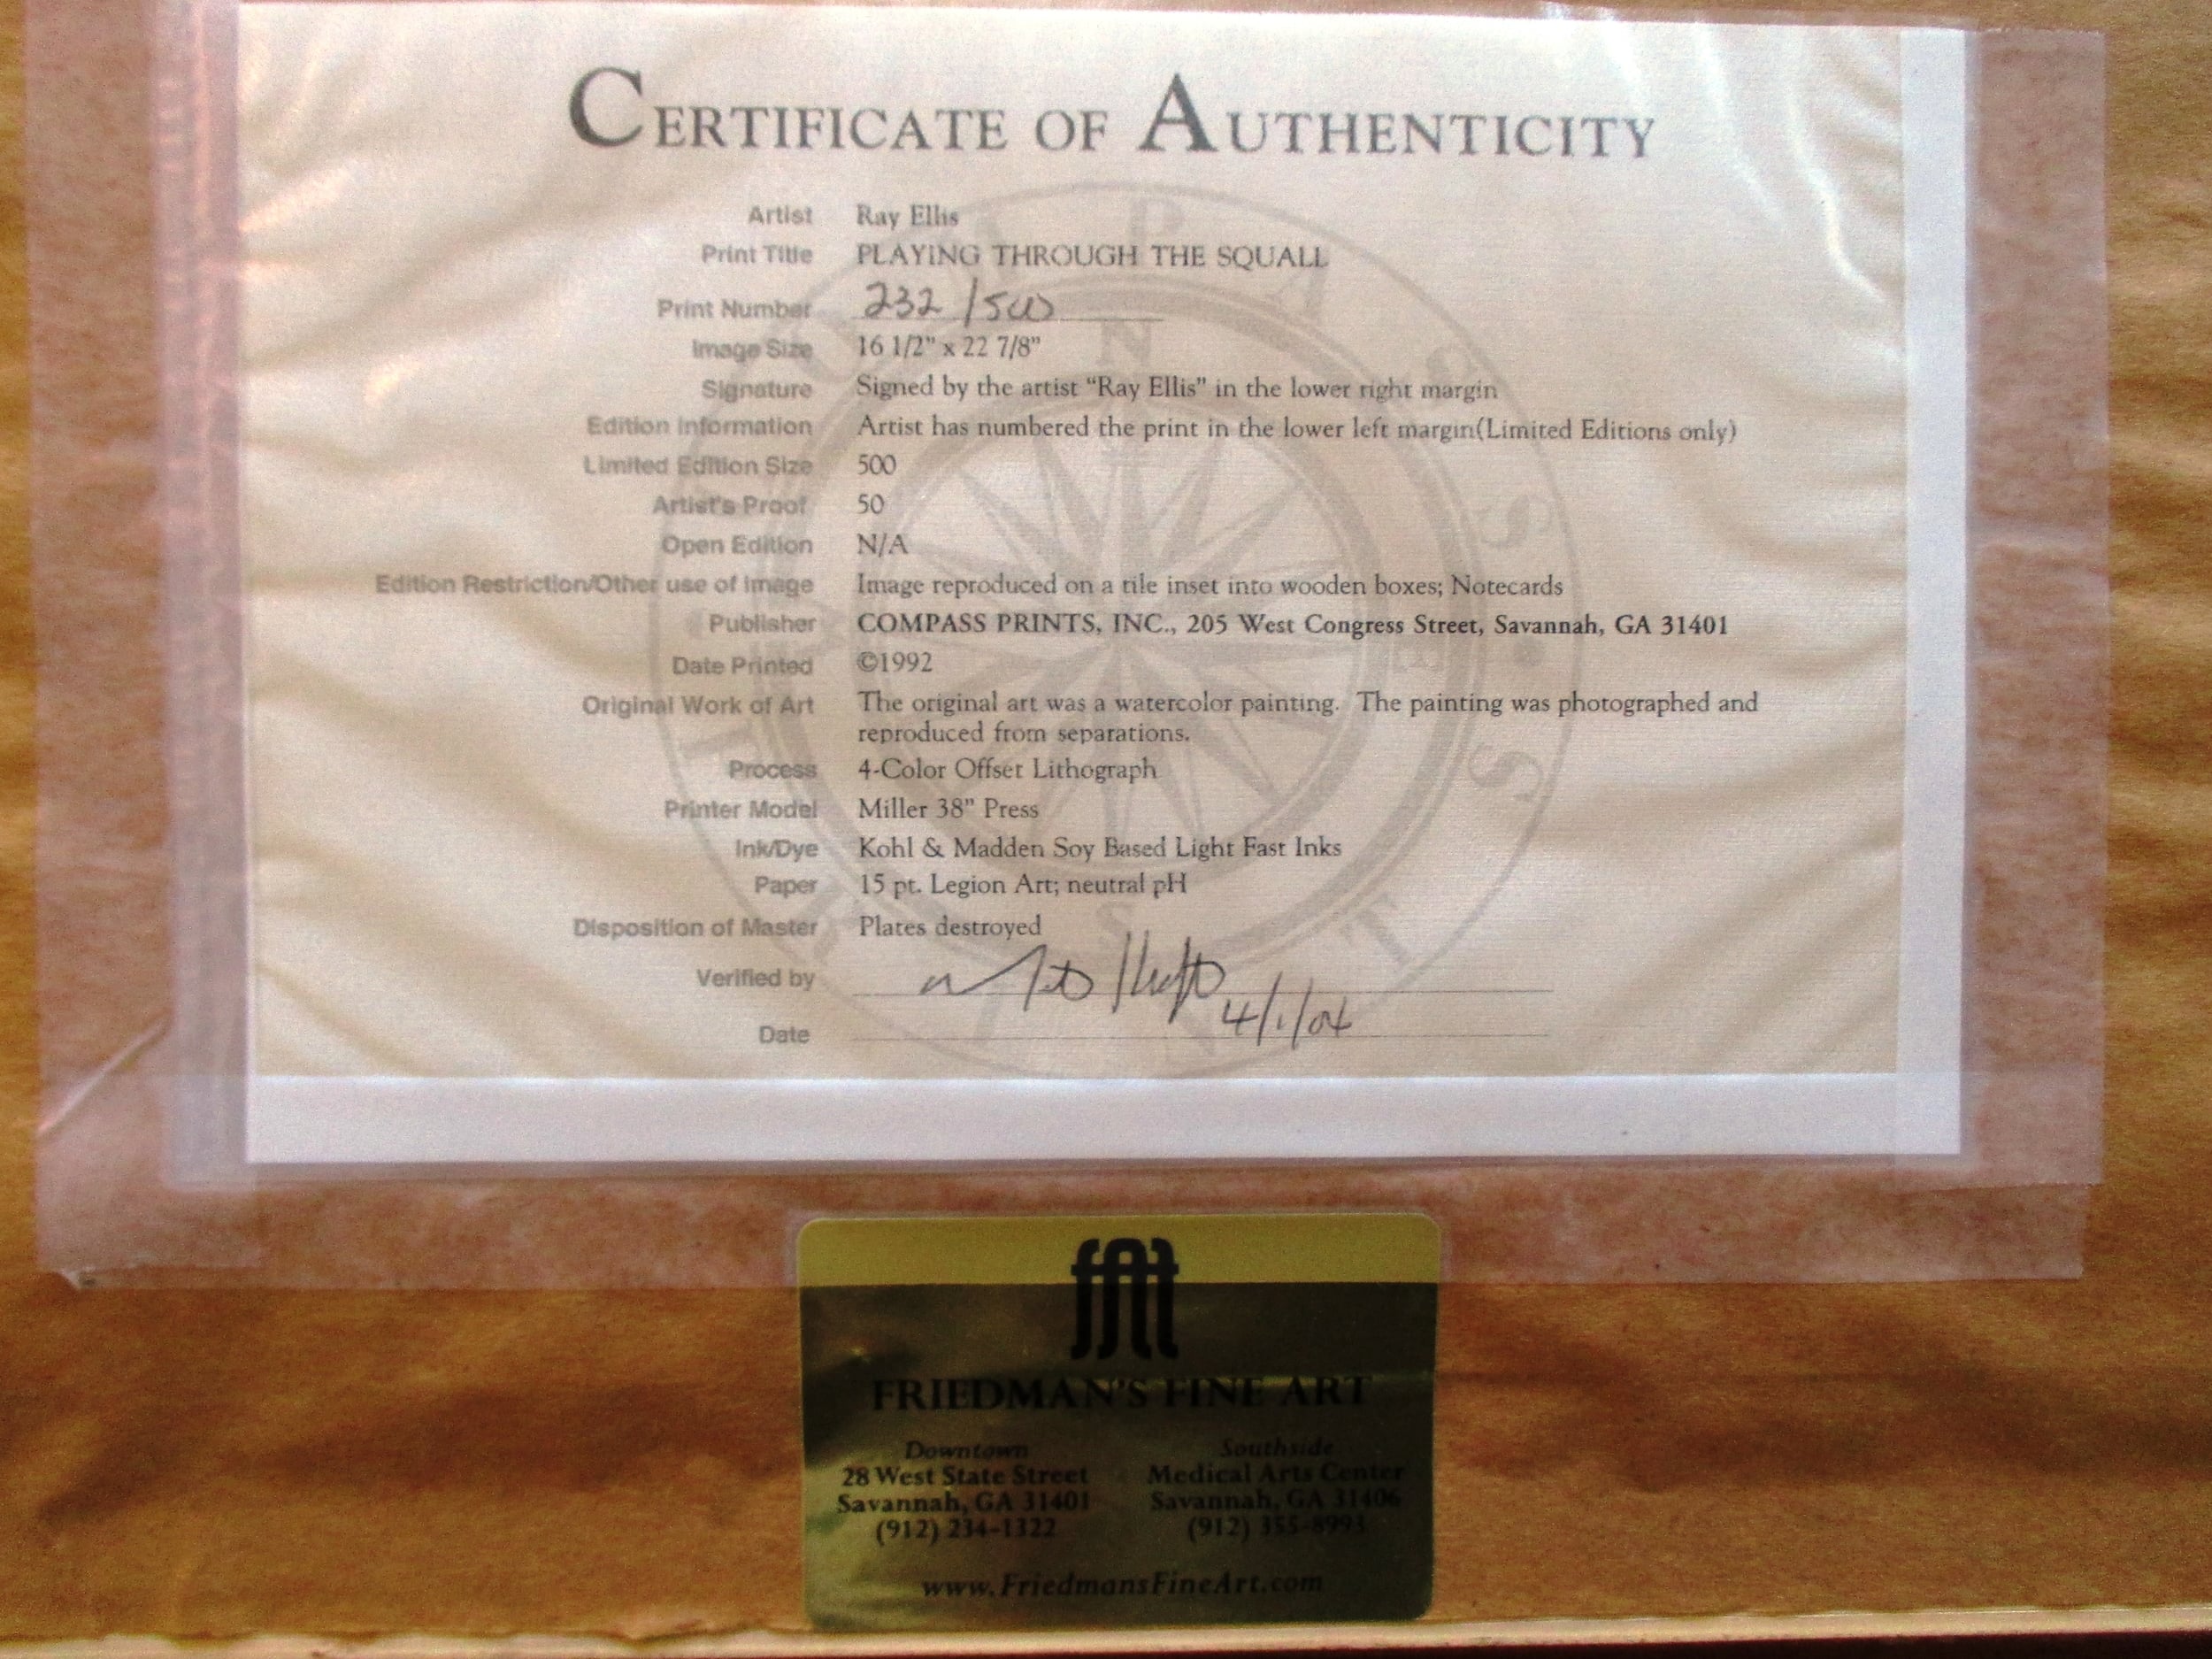 CERTIFICATE OF AUTHENTICITY
Artist Ray Ellis
Print Title PLAYING THROUGH THE SQUALL
Print Number 232 /500
Image Size 16 1/2" x 22 7/8"
Signature Signed by the artist “Ray Ellis” in the lower right margin
Edition Information Artist has numbered the print in the lower left margin(Limited Editions only)
Limited Edition Size 500
Artist's Proof 50
Open Edition N/A
Edition Restriction/Other use of image Image reproduced on a tile inset into wooden boxes; Notecards
Publisher COMPASS PRINTS, INC., 205 West Congress Street, Savannah, GA 31401
Date Printed ©1992
Original Work of Art The original art was a watercolor painting. The painting was photographed and
reproduced from separations.
Process 4-Color Offset Lithograph
Printer Model Miller 38" Press
Ink/Dye Kohl & Madden Soy Based Light Fast Inks
Paper 15 pt. Legion Art; neutral pH
Disposition of Master Plates destroyed
Verified by
Date 4/1/04
ffa
FRIEDMAN'S FINE ART
Downtown Southside
28 West State Street Medical Arts Center
Savannah, GA 31401 Savannah, GA 31406
(912) 234-1322 (912) 355-8993
www.FriedmansFineArt.com